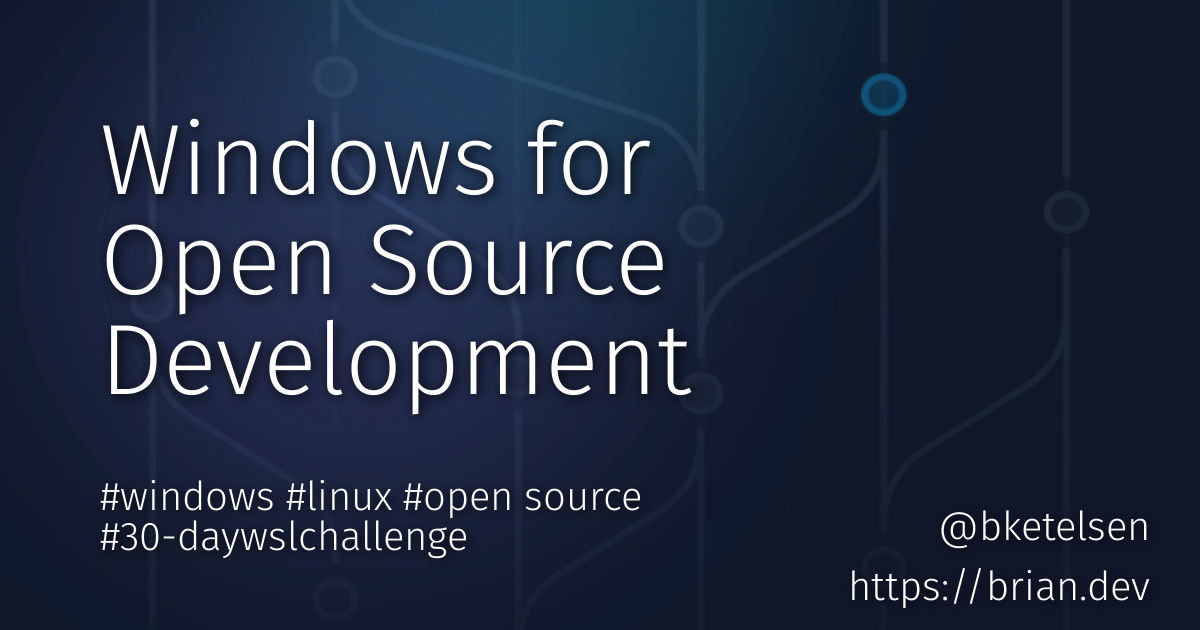 Windows for
Open Source
Development
#windows #linux #open source
#30-daywslchallenge
@bketelsen
https://brian.dev